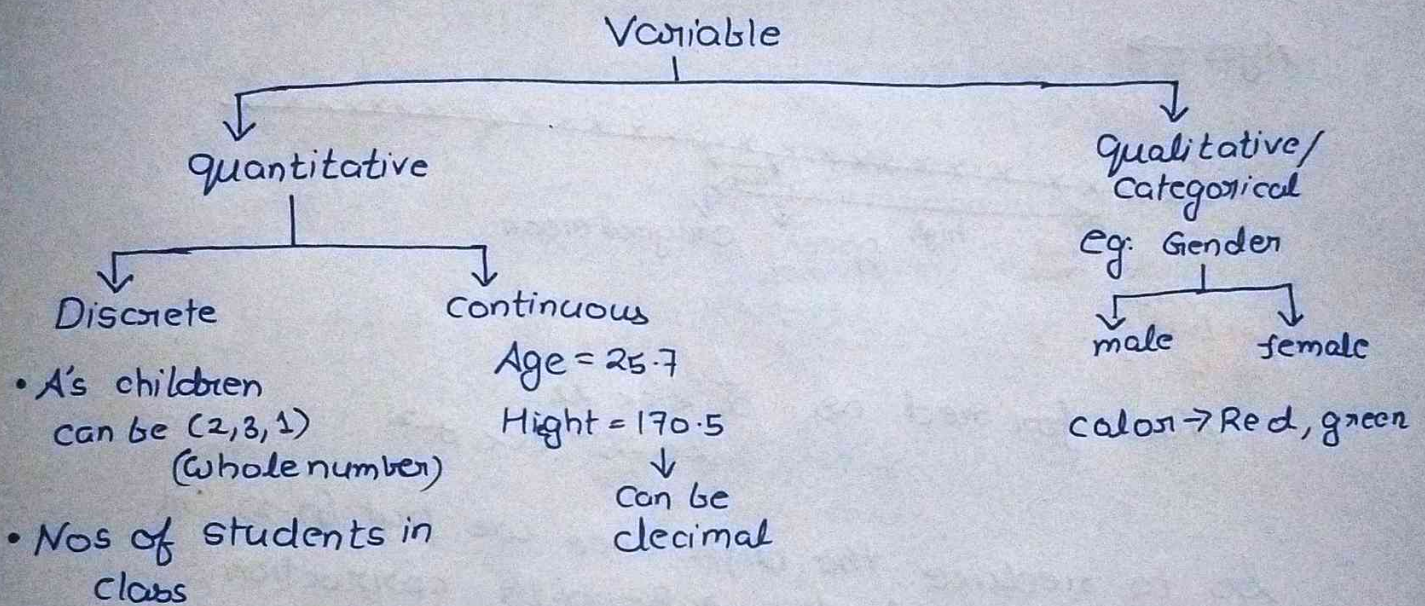 Variable
quantitative
Discrete
• A's children
can be (2,3,1)
(whole number)
• Nos of students in
class
continuous
Age = 25.7
Hight = 170.5
↓
can be
decimal
qualitative/
categorical
eg: Gender
male female
color → Red, green